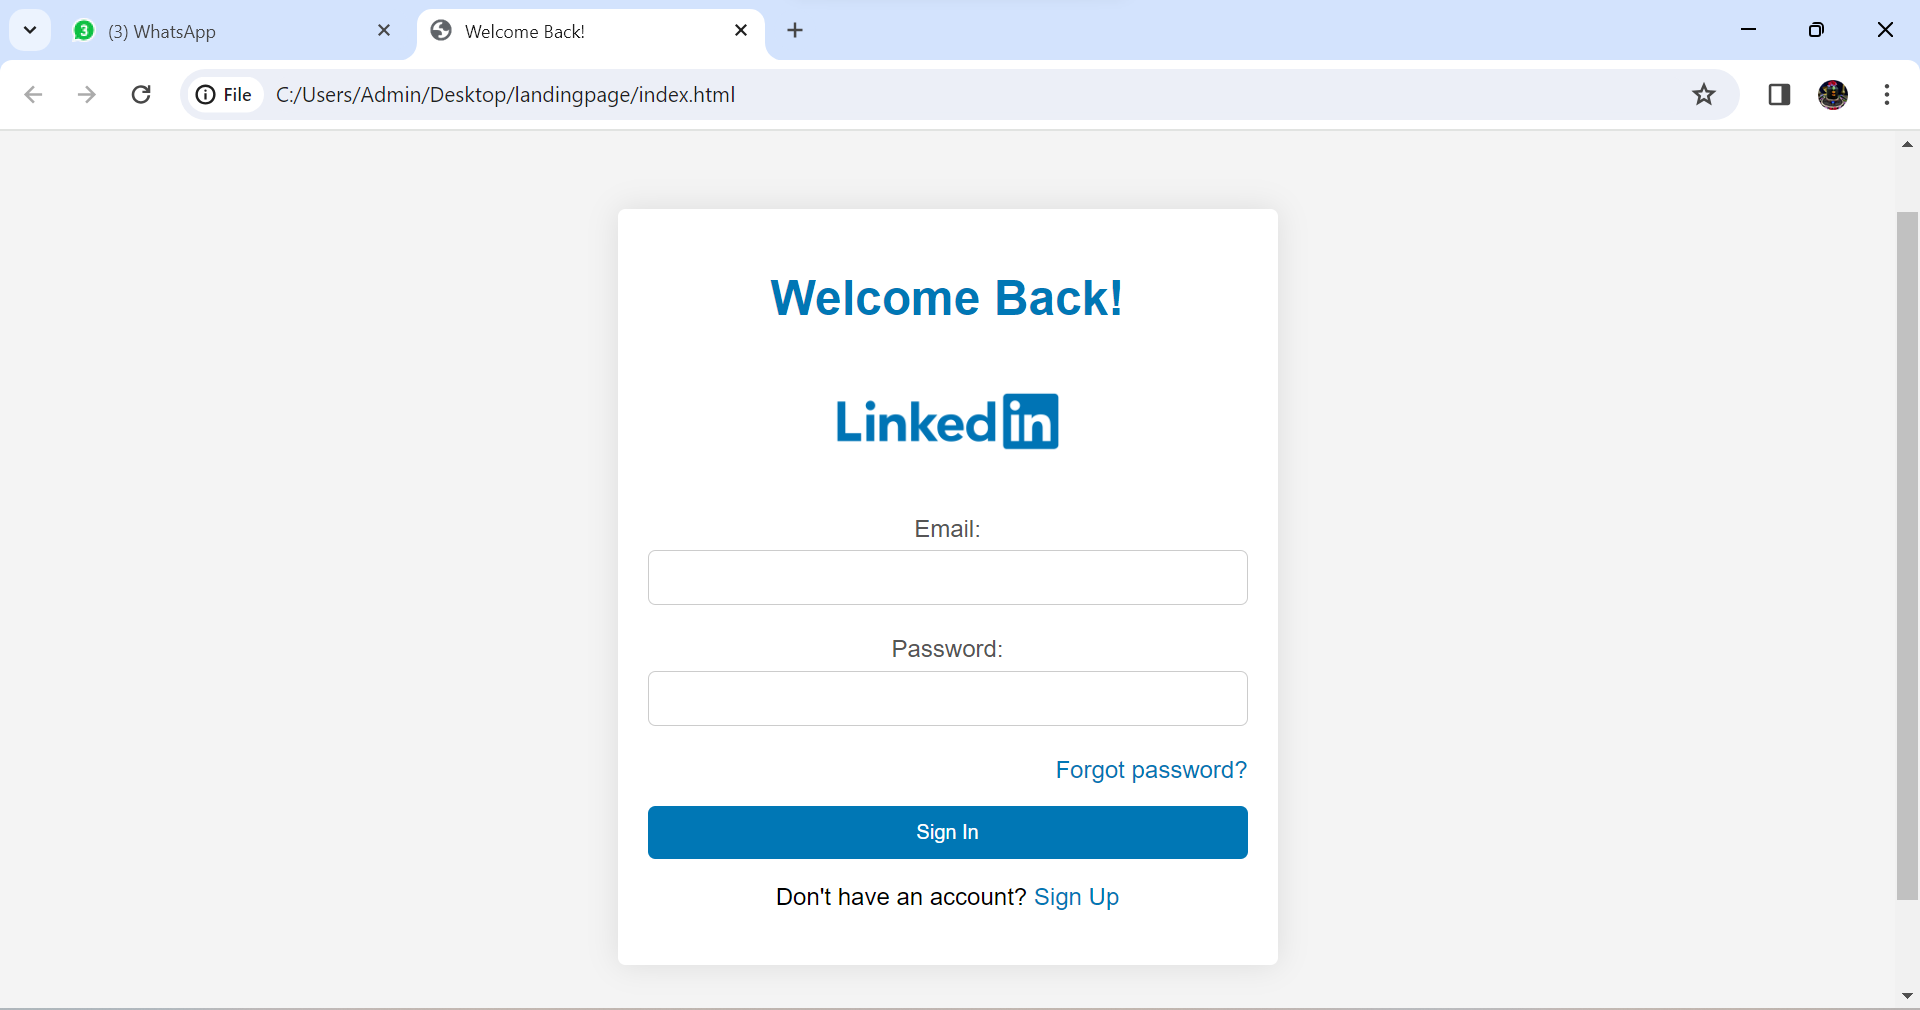 3 (3) WhatsApp
Welcome Back!
File C:/Users/Admin/Desktop/landingpage/index.html
Welcome Back!
Linkedin
Email:
Password:
Forgot password?
Sign In
Don't have an account? Sign Up